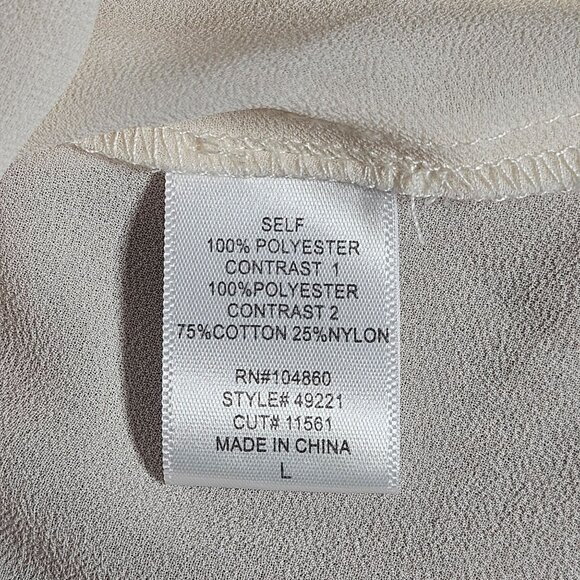 SELF
100% POLYESTER
CONTRAST 1
100%POLYESTER
CONTRAST 2
75%COTTON 25%NYLON
RN#104860
STYLE# 49221
CUT# 11561
MADE IN CHINA
L